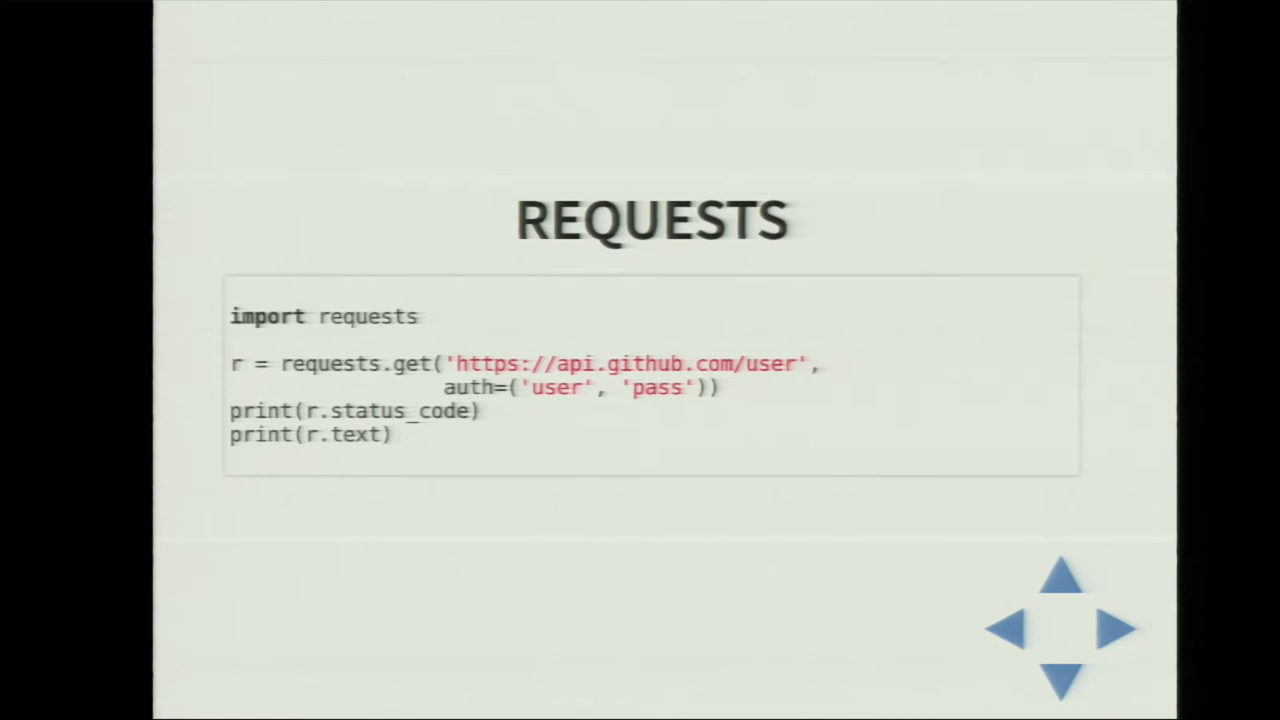 REQUESTS
import requests
r = requests.get('https://api.github.com/user',
auth=('user', 'pass'))
print(r.status_code)
print(r.text)